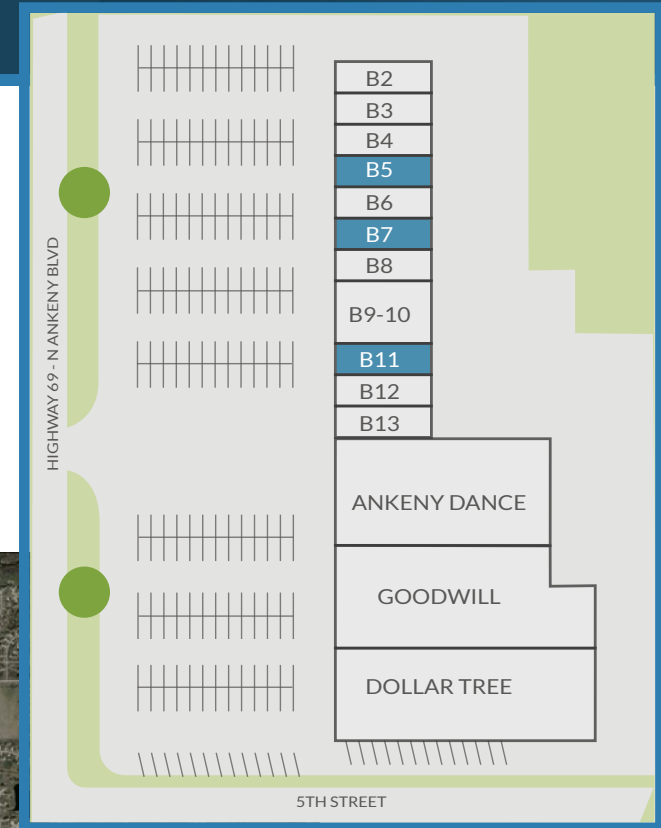 B2
B3
B4
B5
B6
B7
B8
B9-10
B11
B12
B13
HIGHWAY 69 - N ANKENY BLVD
ANKENY DANCE
GOODWILL
DOLLAR TREE
5TH STREET